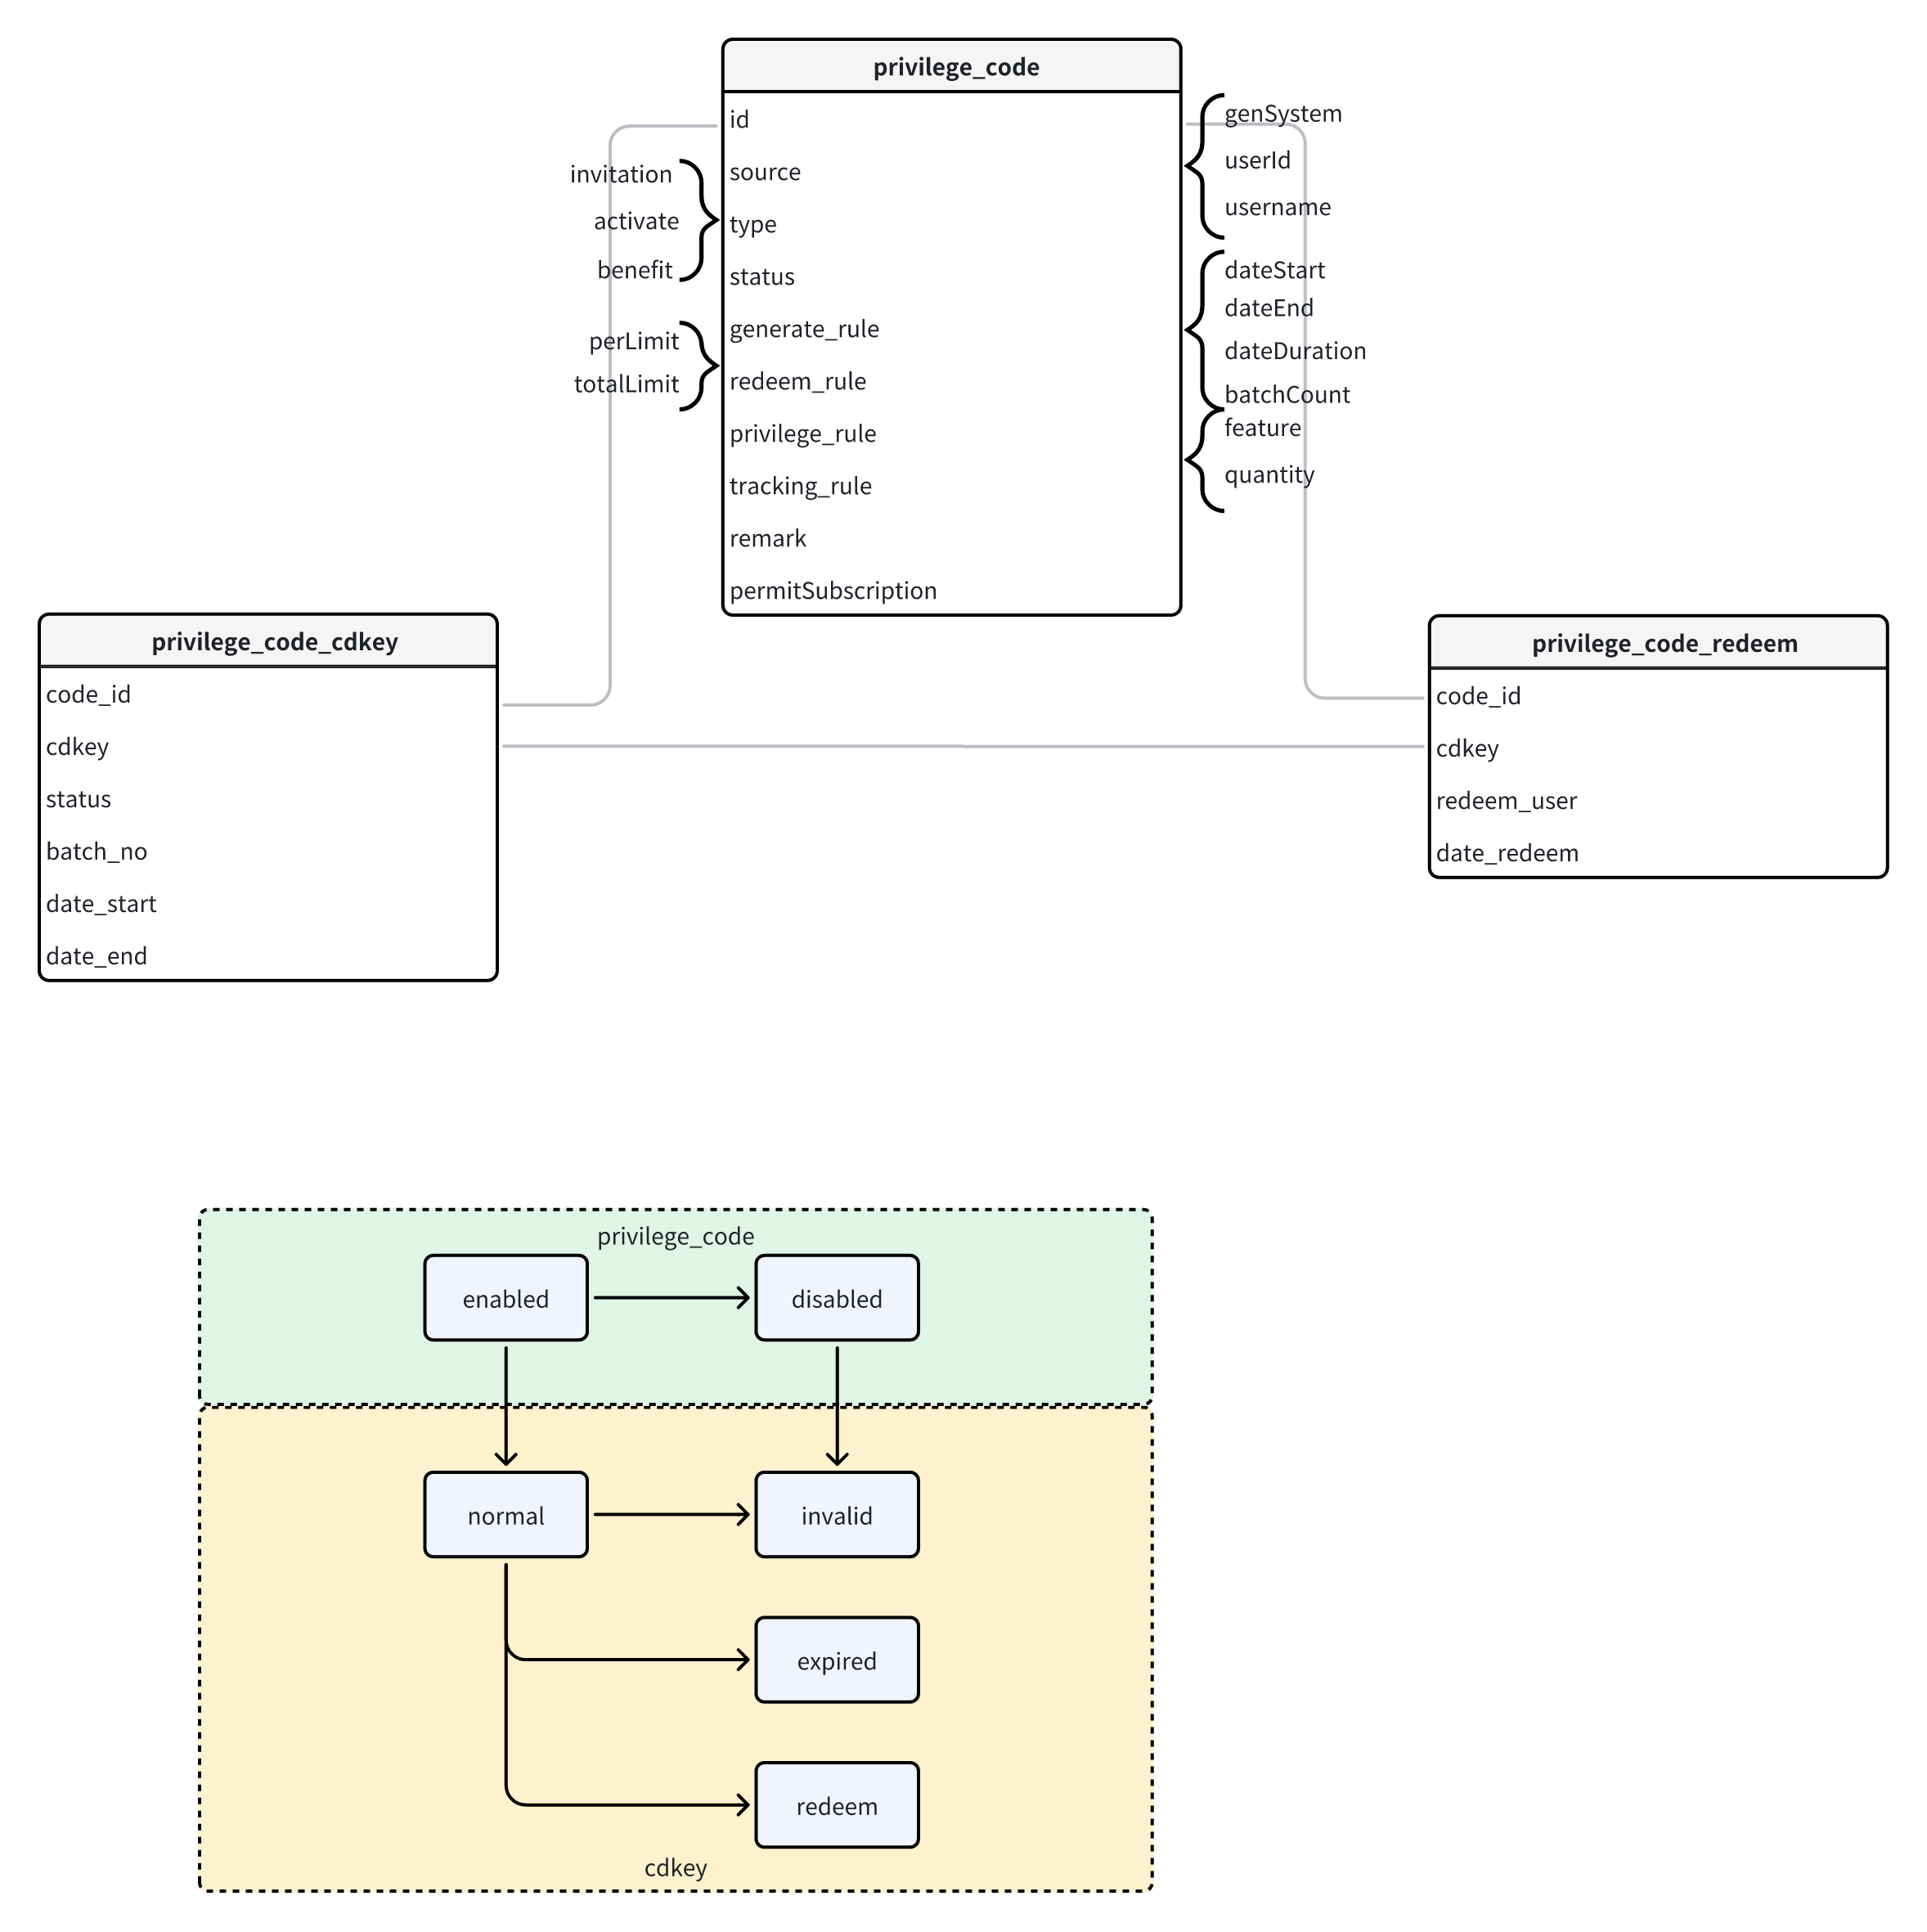 privilege_code
id
source
type
status
generate_rule
redeem_rule
privilege_rule
tracking_rule
remark
permitSubscription
invitation
activate
benefit
perLimit
totalLimit
genSystem
userId
username
dateStart
dateEnd
dateDuration
batchCount
feature
quantity
privilege_code_cdkey
code_id
cdkey
status
batch_no
date_start
date_end
privilege_code_redeem
code_id
cdkey
redeem_user
date_redeem
privilege_code
enabled
disabled
normal
invalid
expired
redeem
cdkey